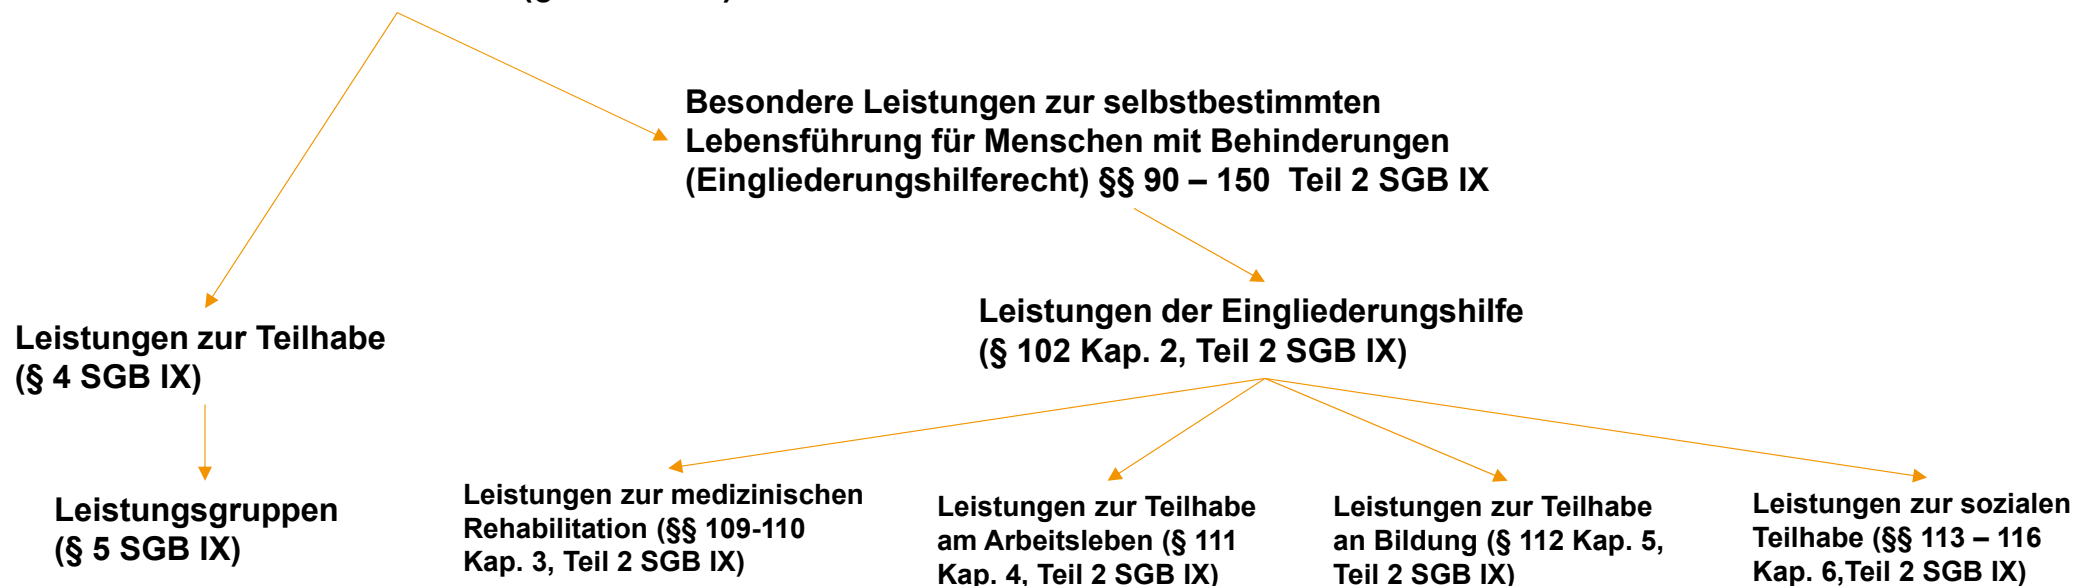 Besondere Leistungen zur selbstbestimmten
Lebensführung für Menschen mit Behinderungen
(Eingliederungshilferecht) §§ 90 – 150 Teil 2 SGB IX
Leistungen der Eingliederungshilfe
(§ 102 Kap. 2, Teil 2 SGB IX)
Leistungen zur Teilhabe
(§ 4 SGB IX)
Leistungsgruppen
(§ 5 SGB IX)
Leistungen zur medizinischen
Rehabilitation (§§ 109-110
Kap. 3, Teil 2 SGB IX)
Leistungen zur Teilhabe
am Arbeitsleben (§ 111
Kap. 4, Teil 2 SGB IX)
Leistungen zur Teilhabe
an Bildung (§ 112 Kap. 5,
Teil 2 SGB IX)
Leistungen zur sozialen
Teilhabe (§§ 113 – 116
Kap. 6,Teil 2 SGB IX)